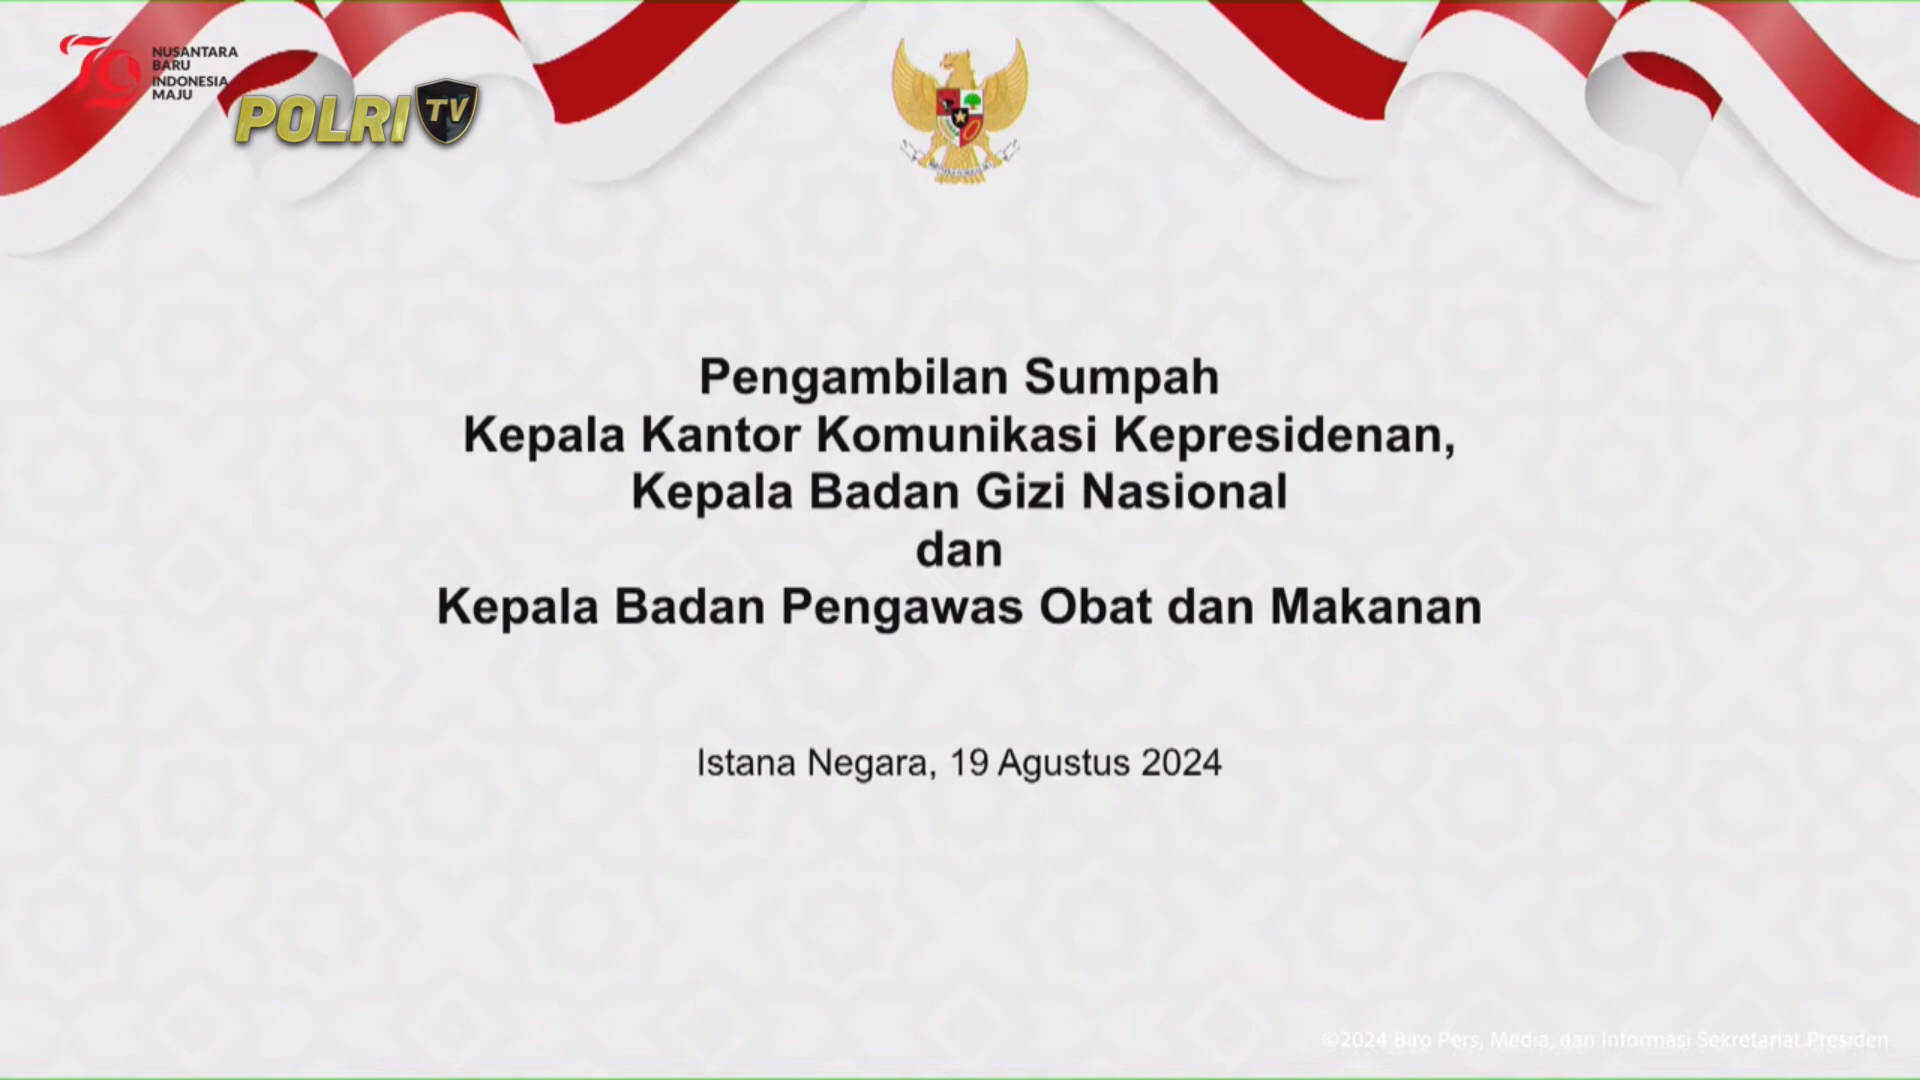 NUSANTARA
BARU
INDONESIA
MAJU
POLRI TV
Pengambilan Sumpah
Kepala Kantor Komunikasi Kepresidenan,
Kepala Badan Gizi Nasional
dan
Kepala Badan Pengawas Obat dan Makanan
Istana Negara, 19 Agustus 2024
©2024 Biro Pers, Media, dan Informasi Sekretariat Presiden